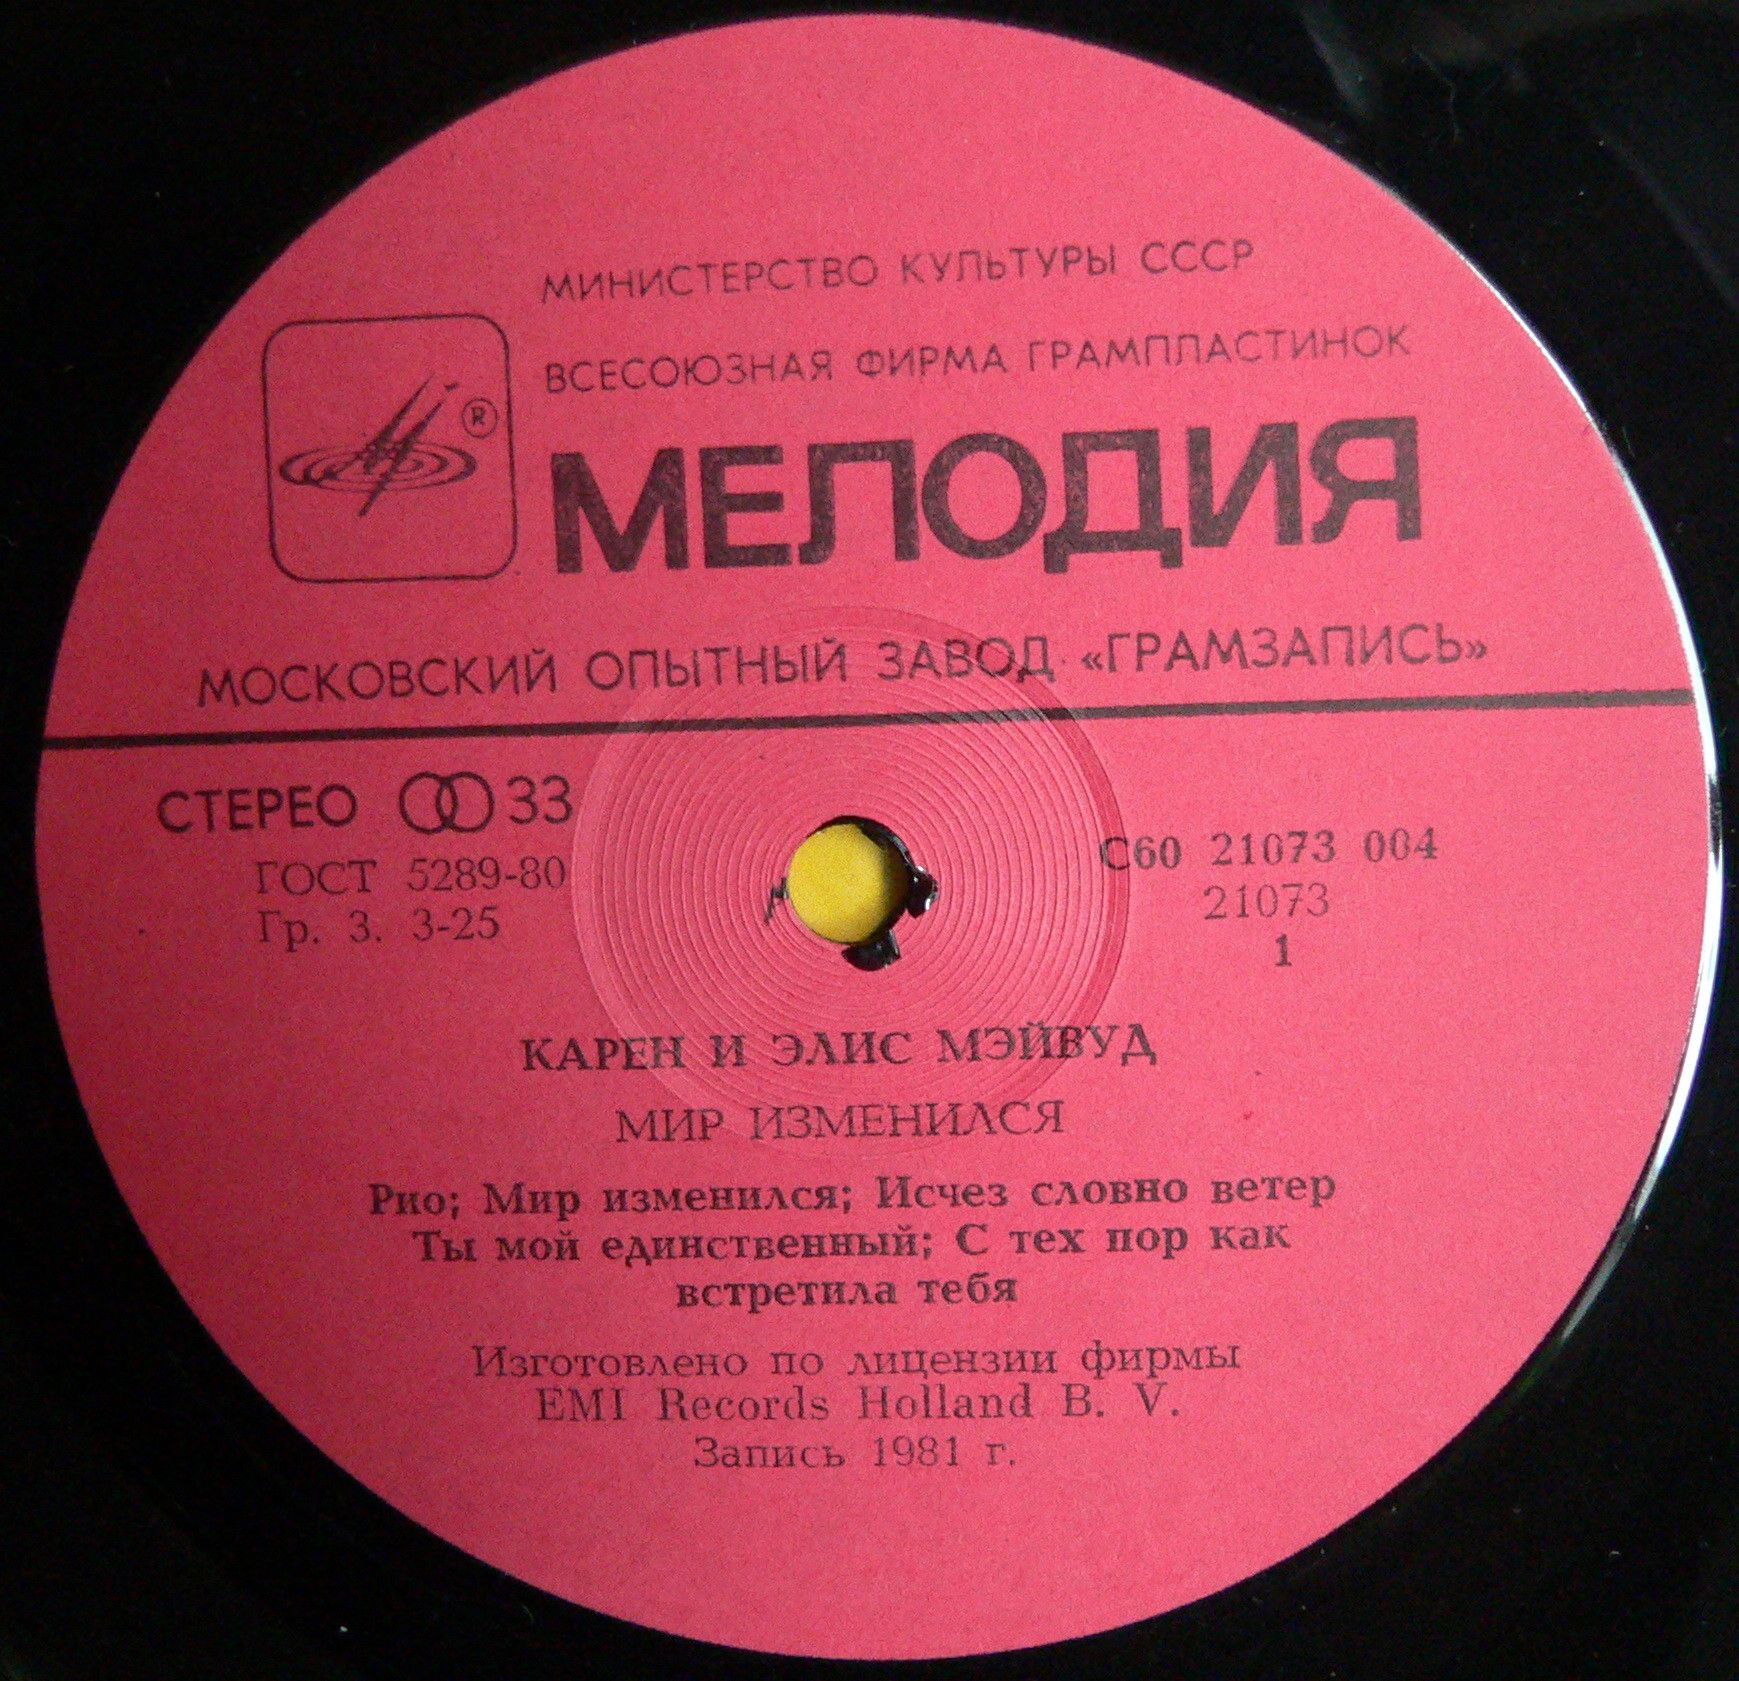 МИНИСТЕРСТВО КУЛЬТУРЫ СССР
ВСЕСОЮЗНАЯ ФИРМА ГРАМПЛАСТИНОК
®
МЕЛОДИЯ
МОСКОВСКИЙ ОПЫТНЫЙ ЗАВОД «ГРАМЗАПИСЬ»
СТЕРЕО 33
ГОСТ 5289-80
Гр. 3. 3-25
С60 21073 004
21073
1
КАРЕН И ЭЛИС МЭЙВУД
МИР ИЗМЕНИЛСЯ
Рио; Мир изменился; Исчез словно ветер
Ты мой единственный; С тех пор как
встретила тебя
Изготовлено по лицензии фирмы
EMI Records Holland B. V.
Запись 1981 г.